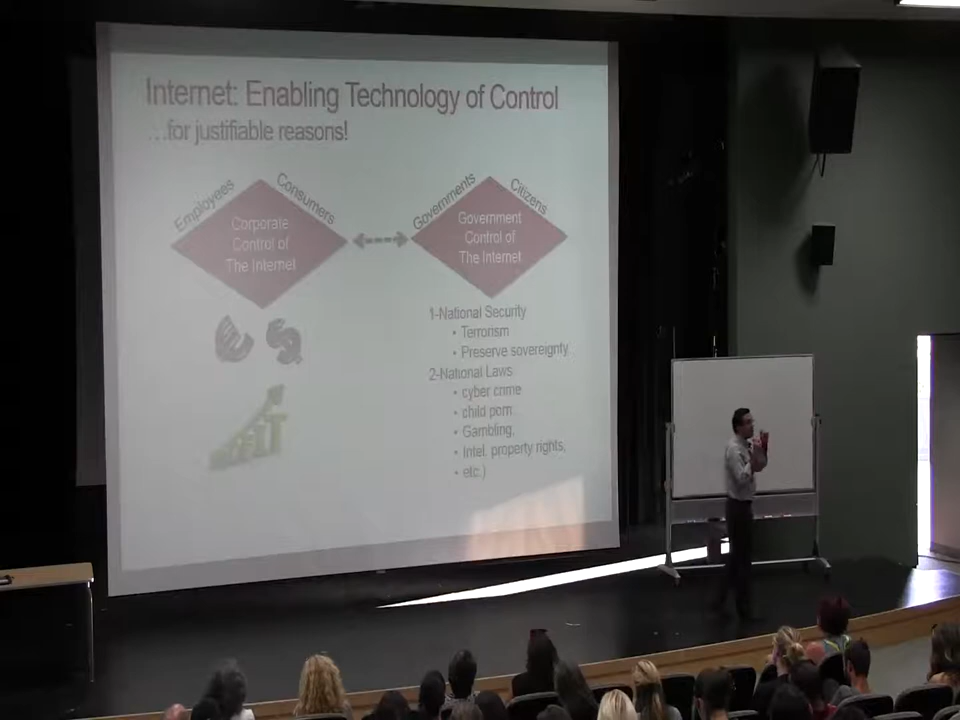 Internet: Enabling Technology of Control
...for justifiable reasons!
Employees
Consumers
Corporate
Control of
The Internet
Governments
Citizens
Government
Control of
The Internet
1-National Security
• Terrorism
• Preserve sovereignty
2-National Laws
• cyber crime
• child porn
• Gambling,
• Intel. property rights,
• etc.)